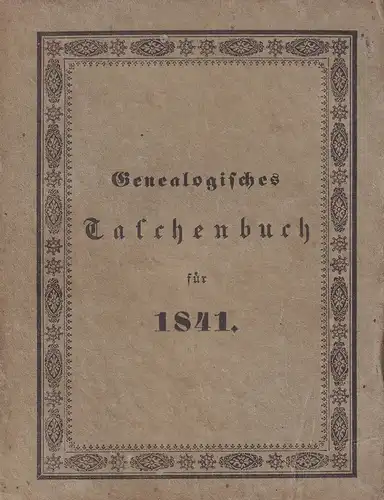 Genealogisches
Taschenbuch
für
1841.